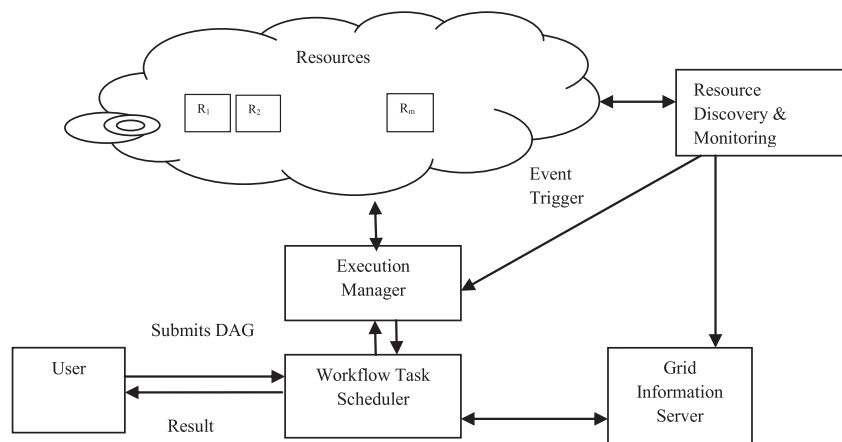 Resources
R1
R2
Rm
Resource
Discovery &
Monitoring
Event
Trigger
Execution
Manager
Submits DAG
User
Workflow Task
Scheduler
Grid
Information
Server
Result